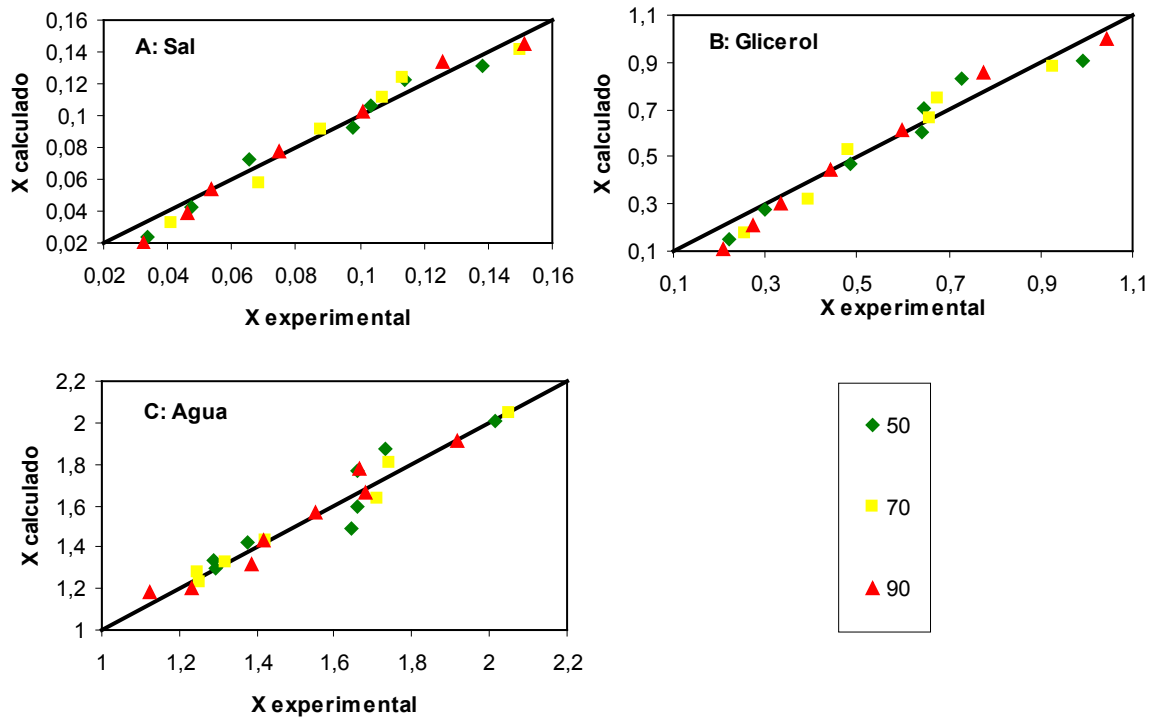 A: Sal
X calculado
0,16
0,14
0,12
0,1
0,08
0,06
0,04
0,02
0,02 0,04 0,06 0,08 0,1 0,12 0,14 0,16
X experimental
B: Glicerol
X calculado
1,1
0,9
0,7
0,5
0,3
0,1
0,1 0,3 0,5 0,7 0,9 1,1
X experimental
C: Agua
X calculado
2,2
2
1,8
1,6
1,4
1,2
1
1 1,2 1,4 1,6 1,8 2 2,2
X experimental
50
70
90